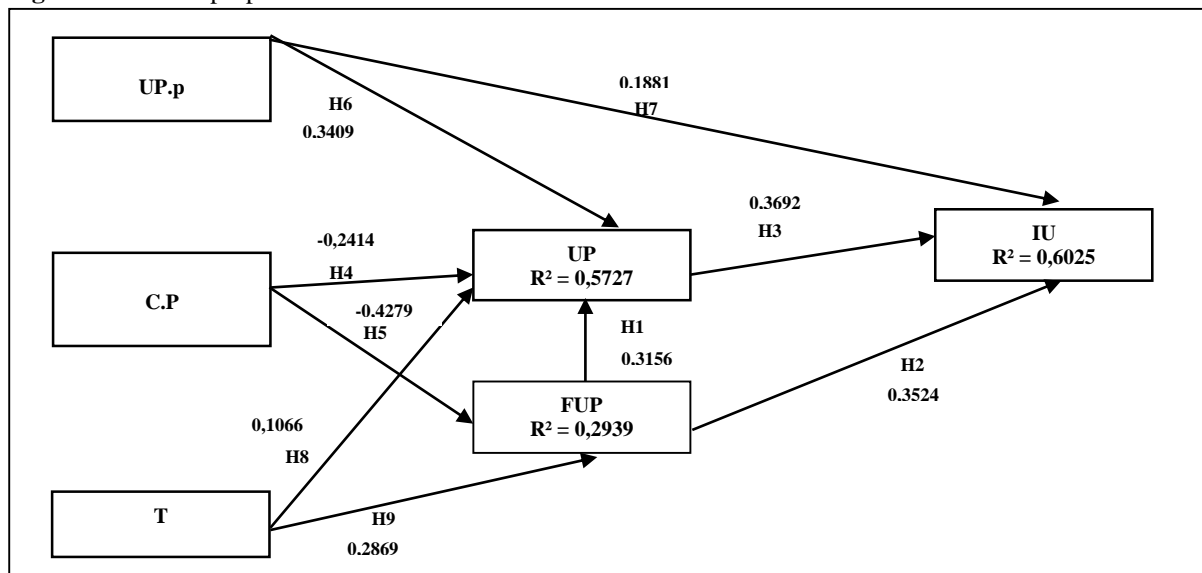 UP.p
0.1881
H7
H6
0.3409
0.3692
H3
IU
R² = 0,6025
UP
R² = 0,5727
-0,2414
H4
C.P
-0.4279
H5
H1
0.3156
H2
0.3524
FUP
R² = 0,2939
0,1066
H8
T
H9
0.2869